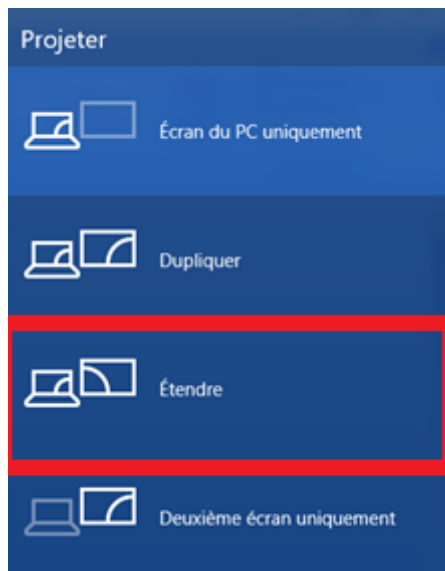 Projeter
Écran du PC uniquement
Dupliquer
Étendre
Deuxième écran uniquement